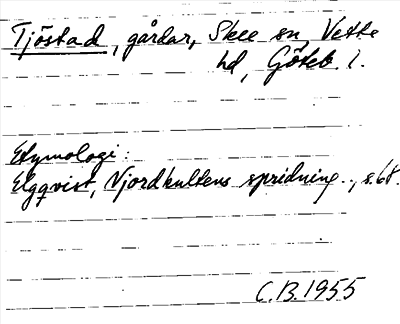 Tjöstad, gårdar, Skee sn, Vette
hd, Göteb. l.
Etymologi:
Elgqvist, Njordkultens spridning.., s. 68.
C.B. 1955